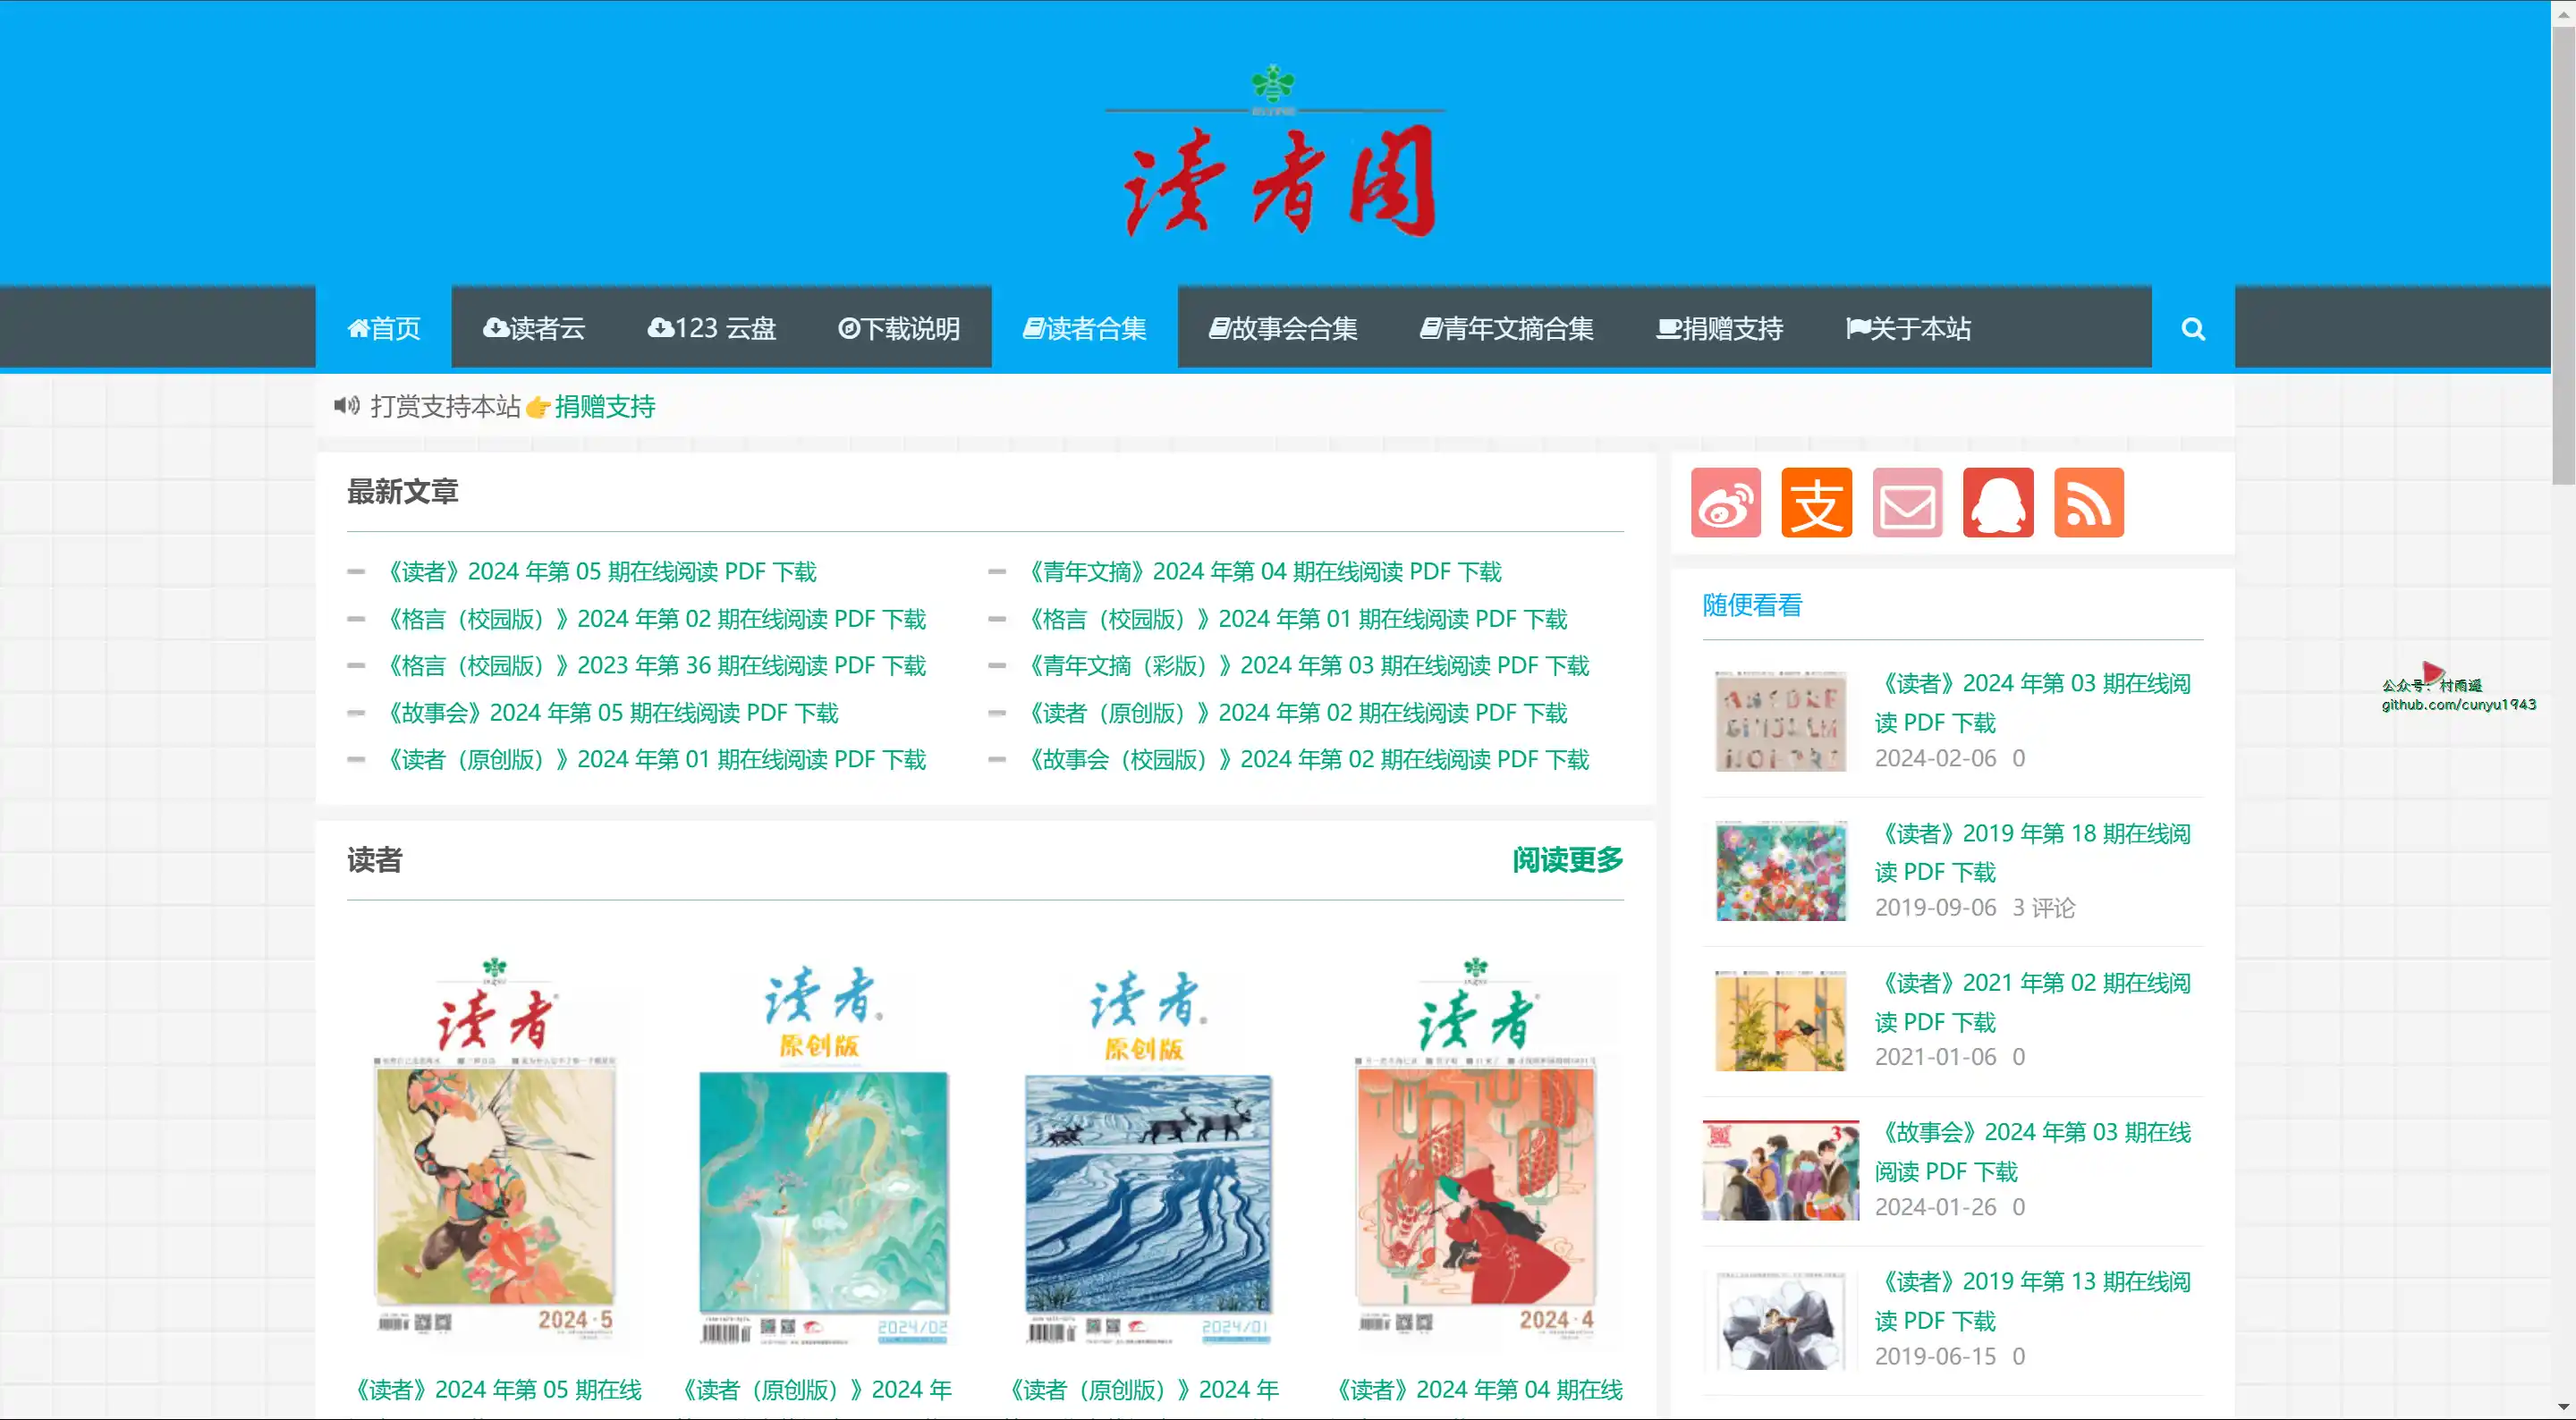 读者阁
首页
读者云
123 云盘
下载说明
读者合集
故事会合集
青年文摘合集
捐赠支持
关于本站
打赏支持本站👉捐赠支持
最新文章
《读者》2024 年第 05 期在线阅读 PDF 下载
《青年文摘》2024 年第 04 期在线阅读 PDF 下载
《格言（校园版）》2024 年第 02 期在线阅读 PDF 下载
《格言（校园版）》2024 年第 01 期在线阅读 PDF 下载
《格言（校园版）》2023 年第 36 期在线阅读 PDF 下载
《青年文摘（彩版）》2024 年第 03 期在线阅读 PDF 下载
《故事会》2024 年第 05 期在线阅读 PDF 下载
《读者（原创版）》2024 年第 02 期在线阅读 PDF 下载
《读者（原创版）》2024 年第 01 期在线阅读 PDF 下载
《故事会（校园版）》2024 年第 02 期在线阅读 PDF 下载
读者
阅读更多
读者
2024·5
读者
原创版
2024/02
读者
原创版
2024/01
读者
2024·4
《读者》2024 年第 05 期在线
《读者（原创版）》2024 年
《读者（原创版）》2024 年
《读者》2024 年第 04 期在线
支
随便看看
《读者》2024 年第 03 期在线阅
读 PDF 下载
2024-02-06 0
《读者》2019 年第 18 期在线阅
读 PDF 下载
2019-09-06 3 评论
《读者》2021 年第 02 期在线阅
读 PDF 下载
2021-01-06 0
3
《故事会》2024 年第 03 期在线
阅读 PDF 下载
2024-01-26 0
《读者》2019 年第 13 期在线阅
读 PDF 下载
2019-06-15 0
公众号：村雨遥
github.com/cunyu1943